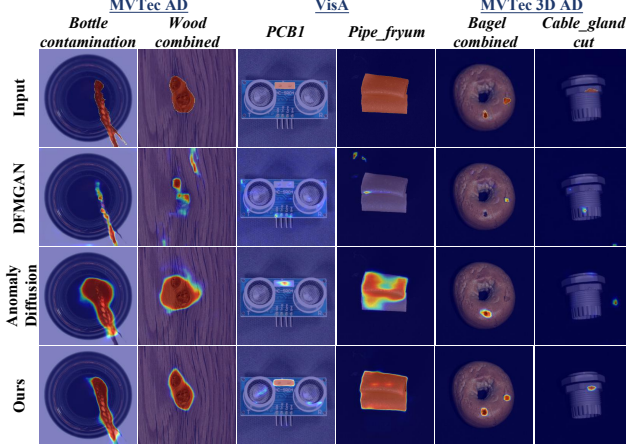 MVTec AD
VisA
MVTec 3D AD
Bottle contamination
Wood combined
PCB1
Pipe_fryum
Bagel combined
Cable_gland cut
Input
DFMGAN
Anomaly Diffusion
Ours